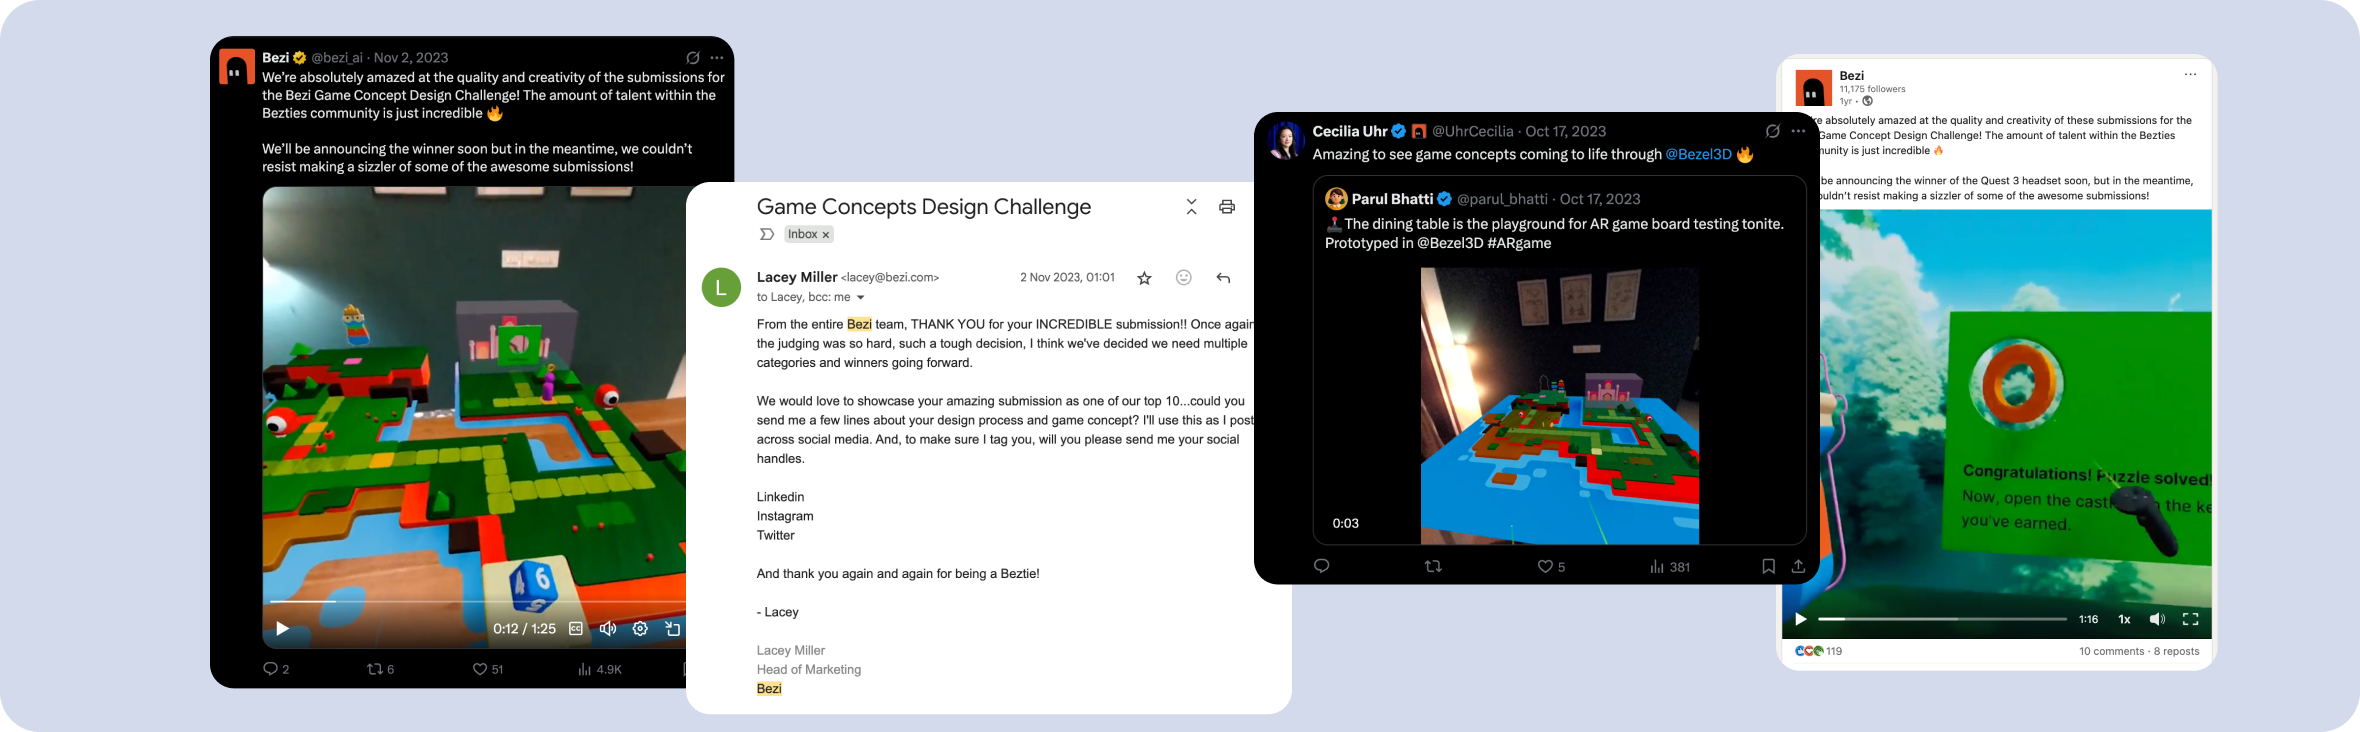 Bezi @bezi_ai · Nov 2, 2023
We’re absolutely amazed at the quality and creativity of the submissions for
the Bezi Game Concept Design Challenge! The amount of talent within the
Bezties community is just incredible 🔥
We’ll be announcing the winner soon but in the meantime, we couldn’t
resist making a sizzler of some of the awesome submissions!
6
0:12 / 1:25
CC
2 6 51 4.9K
Game Concepts Design Challenge
Inbox x
L
Lacey Miller <lacey@bezi.com> 2 Nov 2023, 01:01
to Lacey, bcc: me
From the entire Bezi team, THANK YOU for your INCREDIBLE submission!! Once again
the judging was so hard, such a tough decision, I think we've decided we need multiple
categories and winners going forward.
We would love to showcase your amazing submission as one of our top 10...could you
send me a few lines about your design process and game concept? I'll use this as I post
across social media. And, to make sure I tag you, will you please send me your social
handles.
Linkedin
Instagram
Twitter
And thank you again and again for being a Beztie!
- Lacey
Lacey Miller
Head of Marketing
Bezi
Cecilia Uhr @UhrCecilia · Oct 17, 2023
Amazing to see game concepts coming to life through @Bezel3D 🔥
Parul Bhatti @parul_bhatti · Oct 17, 2023
🕹️The dining table is the playground for AR game board testing tonite.
Prototyped in @Bezel3D #ARgame
0:03
5 381
Bezi
11,175 followers
1yr ·
re absolutely amazed at the quality and creativity of these submissions for the
Game Concept Design Challenge! The amount of talent within the Bezties
unity is just incredible 🔥
be announcing the winner of the Quest 3 headset soon, but in the meantime,
uldn’t resist making a sizzler of some of the awesome submissions!
Congratulations! Puzzle solved!
Now, open the cast the ke
you've earned.
1:16 1x
119 10 comments · 8 reposts